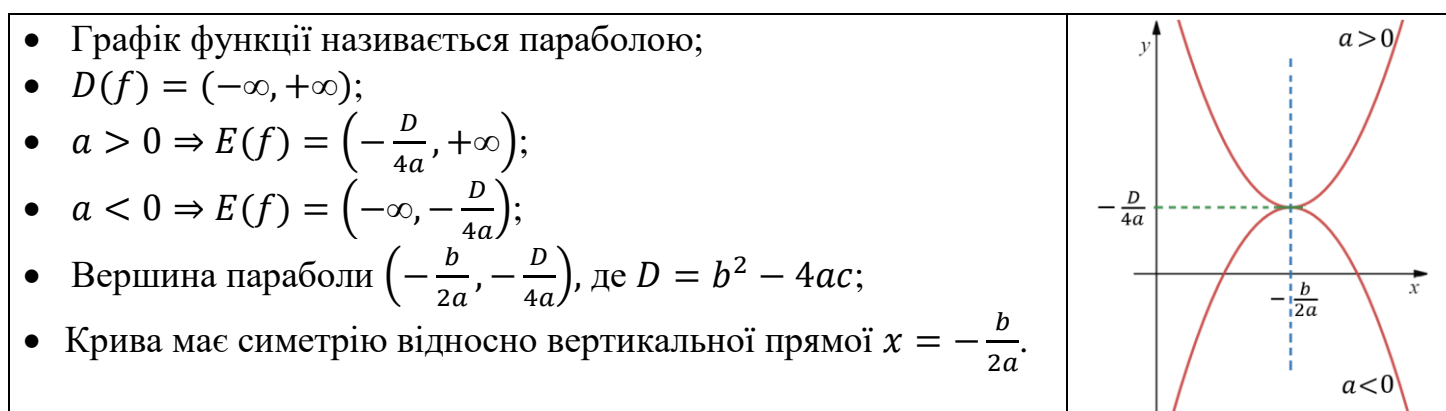 • Графік функції називається параболою;
• D(f) = (−∞, +∞);
• a > 0 ⇒ E(f) = (−D/4a, +∞);
• a < 0 ⇒ E(f) = (−∞, −D/4a);
• Вершина параболи (−b/2a, −D/4a), де D = b² − 4ac;
• Крива має симетрію відносно вертикальної прямої x = −b/2a.
y
a>0
−D/4a
x
−b/2a
a<0